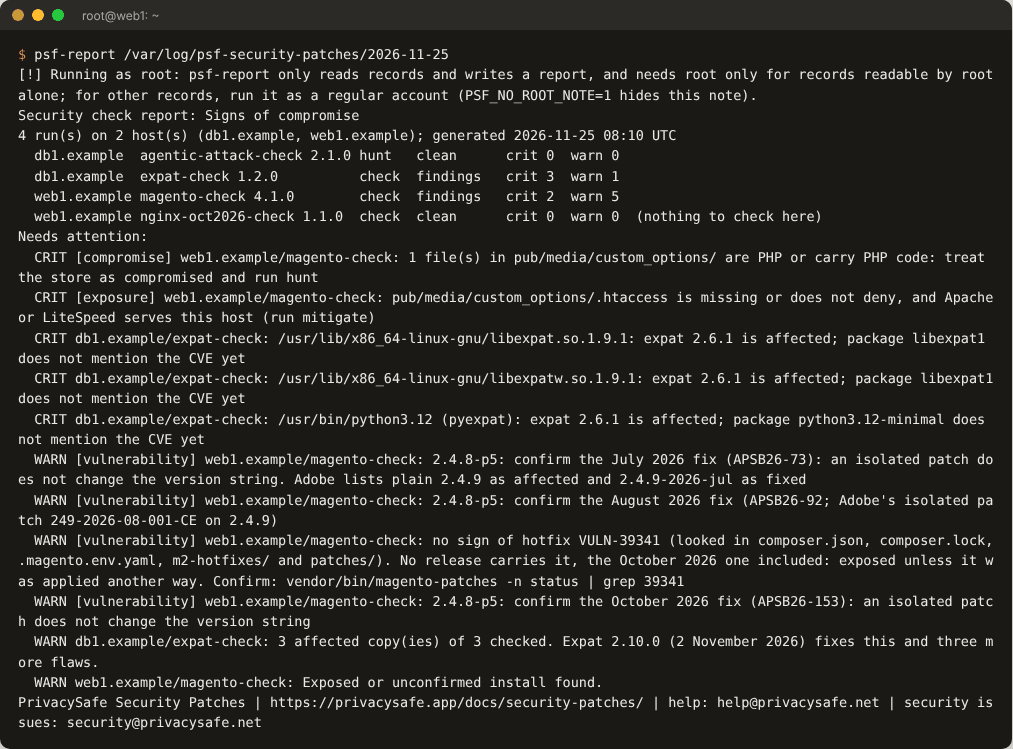 root@web1: ~
$ psf-report /var/log/psf-security-patches/2026-11-25
[!] Running as root: psf-report only reads records and writes a report, and needs root only for records readable by root
alone; for other records, run it as a regular account (PSF_NO_ROOT_NOTE=1 hides this note).
Security check report: Signs of compromise
4 run(s) on 2 host(s) (db1.example, web1.example); generated 2026-11-25 08:10 UTC
  db1.example  agentic-attack-check 2.1.0 hunt   clean      crit 0  warn 0
  db1.example  expat-check 1.2.0          check  findings   crit 3  warn 1
  web1.example magento-check 4.1.0        check  findings   crit 2  warn 5
  web1.example nginx-oct2026-check 1.1.0  check  clean      crit 0  warn 0  (nothing to check here)
Needs attention:
  CRIT [compromise] web1.example/magento-check: 1 file(s) in pub/media/custom_options/ are PHP or carry PHP code: treat
the store as compromised and run hunt
  CRIT [exposure] web1.example/magento-check: pub/media/custom_options/.htaccess is missing or does not deny, and Apache
or LiteSpeed serves this host (run mitigate)
  CRIT db1.example/expat-check: /usr/lib/x86_64-linux-gnu/libexpat.so.1.9.1: expat 2.6.1 is affected; package libexpat1
does not mention the CVE yet
  CRIT db1.example/expat-check: /usr/lib/x86_64-linux-gnu/libexpatw.so.1.9.1: expat 2.6.1 is affected; package libexpat1
does not mention the CVE yet
  CRIT db1.example/expat-check: /usr/bin/python3.12 (pyexpat): expat 2.6.1 is affected; package python3.12-minimal does
not mention the CVE yet
  WARN [vulnerability] web1.example/magento-check: 2.4.8-p5: confirm the July 2026 fix (APSB26-73): an isolated patch do
es not change the version string. Adobe lists plain 2.4.9 as affected and 2.4.9-2026-jul as fixed
  WARN [vulnerability] web1.example/magento-check: 2.4.8-p5: confirm the August 2026 fix (APSB26-92; Adobe's isolated pa
tch 249-2026-08-001-CE on 2.4.9)
  WARN [vulnerability] web1.example/magento-check: no sign of hotfix VULN-39341 (looked in composer.json, composer.lock,
.magento.env.yaml, m2-hotfixes/ and patches/). No release carries it, the October 2026 one included: exposed unless it w
as applied another way. Confirm: vendor/bin/magento-patches -n status | grep 39341
  WARN [vulnerability] web1.example/magento-check: 2.4.8-p5: confirm the October 2026 fix (APSB26-153): an isolated patc
h does not change the version string
  WARN db1.example/expat-check: 3 affected copy(ies) of 3 checked. Expat 2.10.0 (2 November 2026) fixes this and three m
ore flaws.
  WARN web1.example/magento-check: Exposed or unconfirmed install found.
PrivacySafe Security Patches | https://privacysafe.app/docs/security-patches/ | help: help@privacysafe.net | security is
sues: security@privacysafe.net